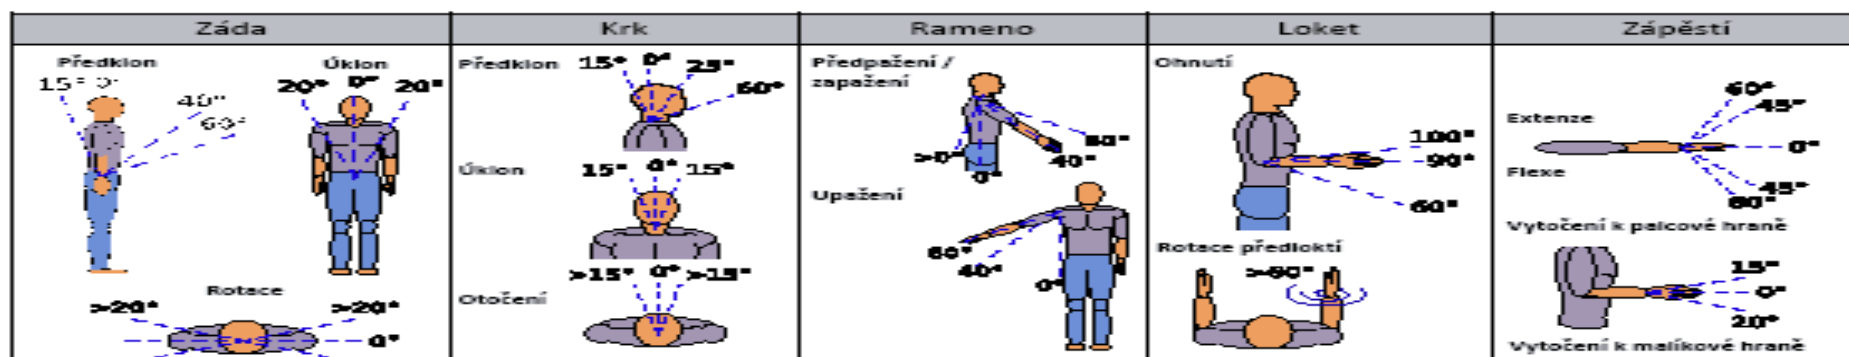 Záda
Krk
Rameno
Loket
Zápěstí
Předklon
15° 0°
40°
60°
Úklon
20° 0° 20°
Rotace
>20° >20°
0°
Předklon 15° 0° 25°
60°
Úklon 15° 0° 15°
>15° 0° >15°
Otočení
Předpažení /
zapažení
>0°
0°
40°
Upažení
60°
40°
0°
Ohnutí
100°
90°
60°
Rotace předloktí
>60°
60°
45°
Extenze
0°
Flexe
45°
Vytočení k palcové hraně
15°
0°
20°
Vytočení k malíkové hraně